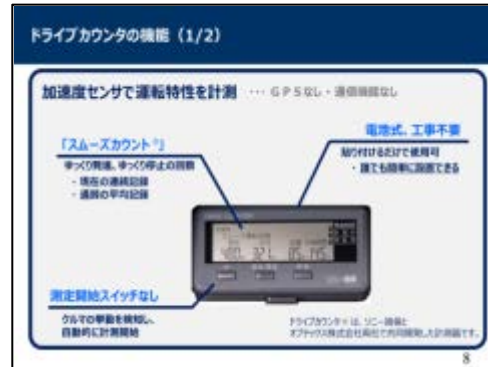 ドライブカウンタの機能（1/2）
加速度センサで運転特性を計測 … GPSなし・通信機能なし
電池式、工事不要
貼り付けるだけで使用可
・誰でも簡単に設置できる
「スムーズカウント
ゆっくり発進、ゆっくり停止の回数
・現在の連続記録
・過去の平均記録
測定開始スイッチなし
クルマの挙動を検知し、
自動的に計測開始
ドライブカウンタ® は、ソニー損保と
オプテックス株式会社両社で共同開発した計測器です。
8